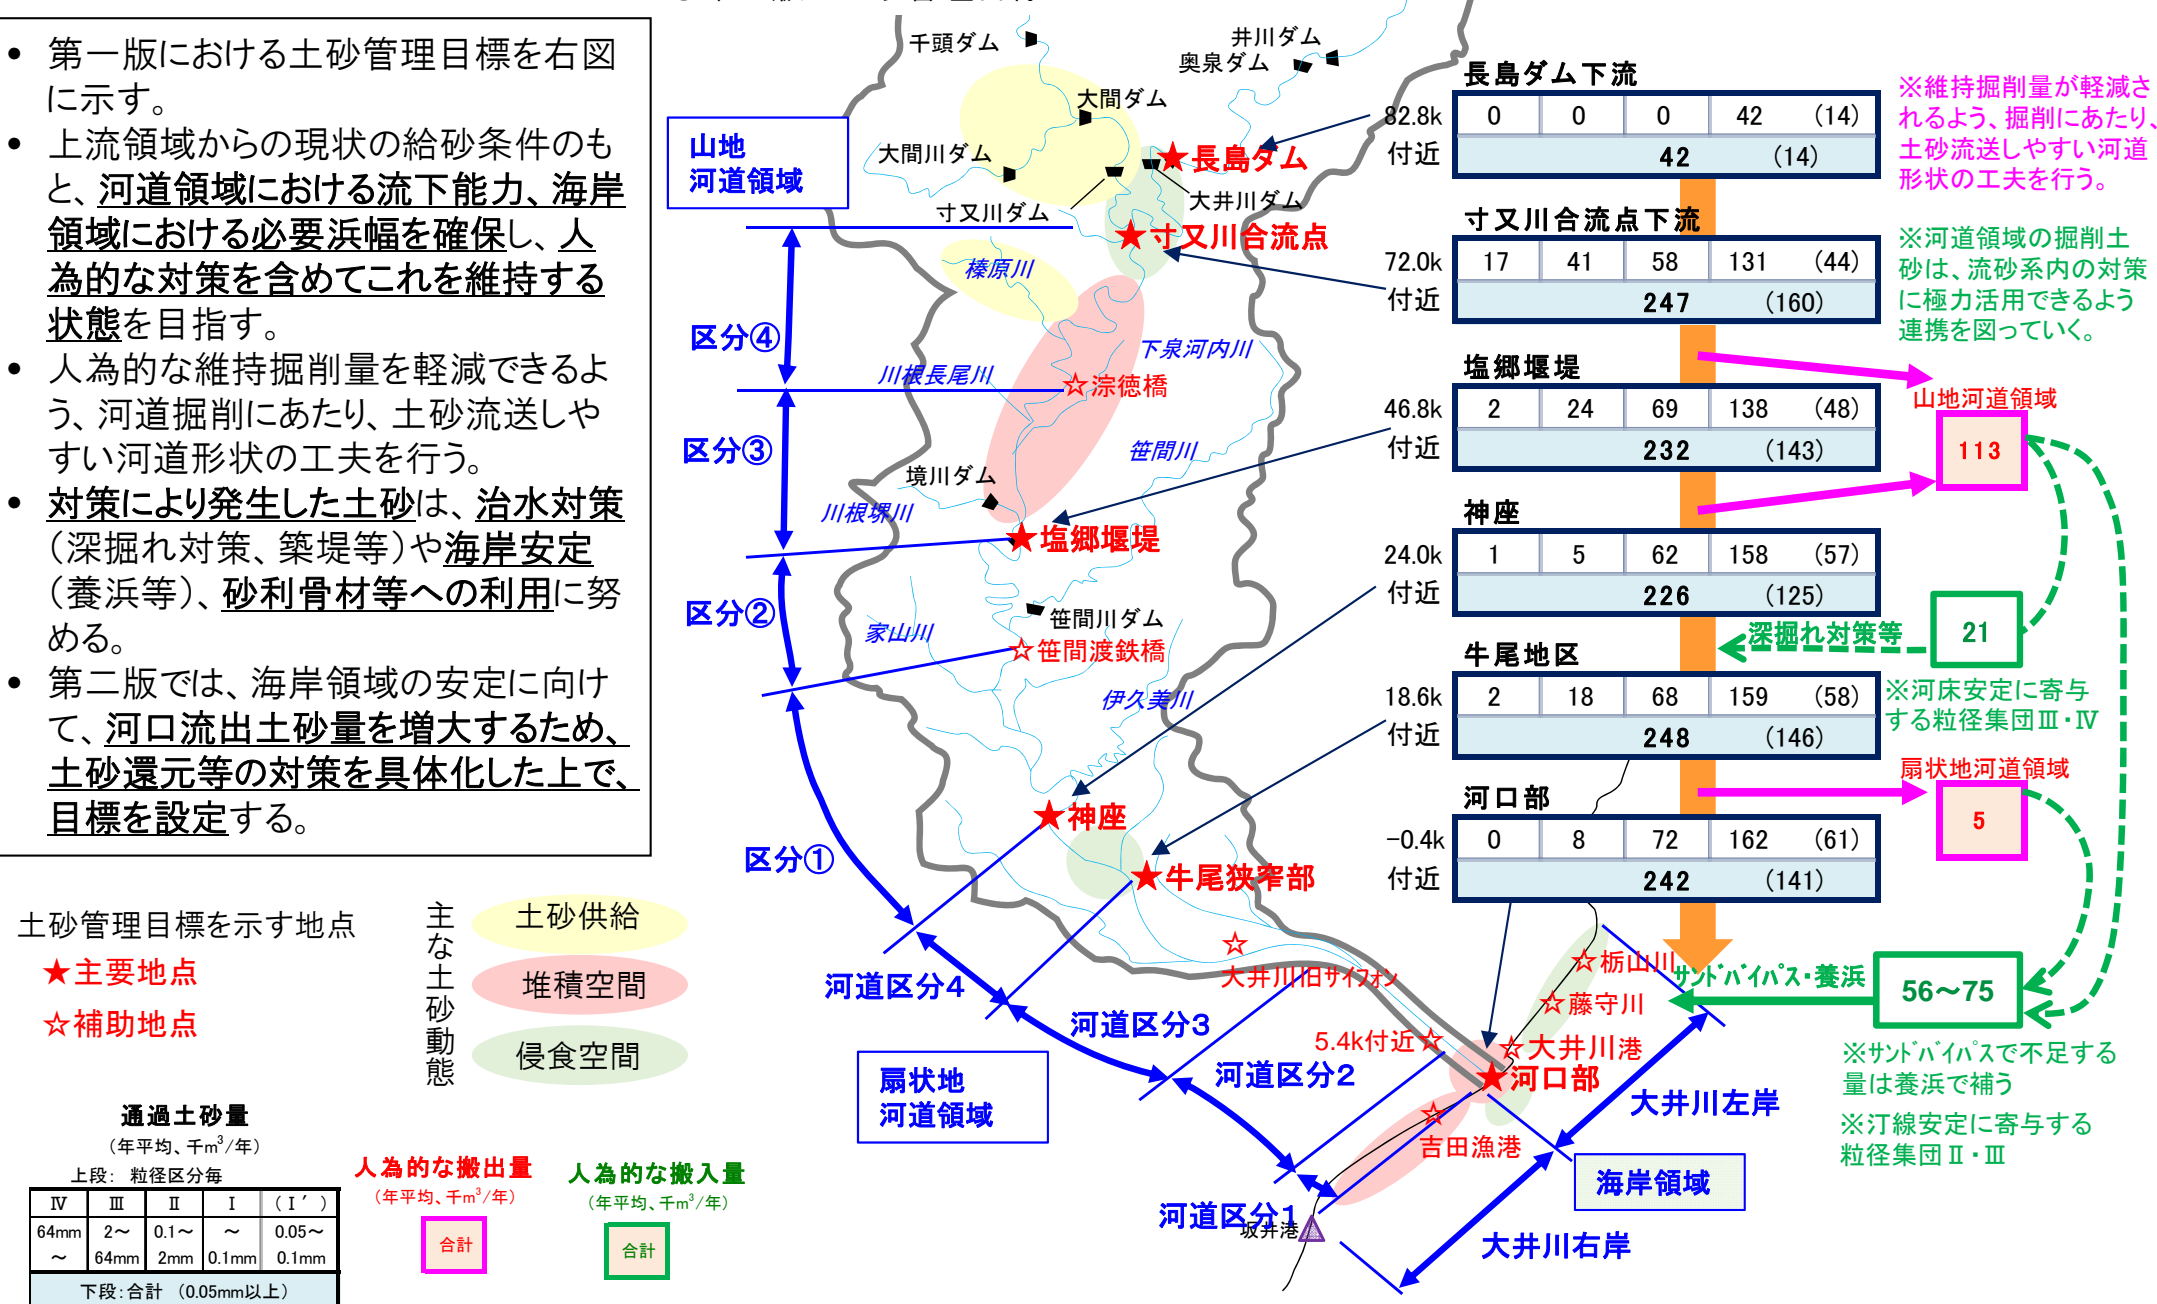 • 第一版における土砂管理目標を右図
に示す。
• 上流領域からの現状の給砂条件のも
と、河道領域における流下能力、海岸
領域における必要浜幅を確保し、人
為的な対策を含めてこれを維持する
状態を目指す。
• 人為的な維持掘削量を軽減できるよ
う、河道掘削にあたり、土砂流送しや
すい河道形状の工夫を行う。
• 対策により発生した土砂は、治水対策
（深掘れ対策、築堤等）や海岸安定
（養浜等）、砂利骨材等への利用に努
める。
• 第二版では、海岸領域の安定に向け
て、河口流出土砂量を増大するため、
土砂還元等の対策を具体化した上で、
目標を設定する。
土砂管理目標を示す地点
★主要地点
☆補助地点
主な土砂動態
土砂供給
堆積空間
侵食空間
通過土砂量
（年平均、千m³/年）
上段： 粒径区分毎
Ⅳ Ⅲ Ⅱ Ⅰ （Ⅰ′）
64mm 2～ 0.1～ ～ 0.05～
～ 64mm 2mm 0.1mm 0.1mm
下段：合計 （0.05mm以上）
人為的な搬出量
（年平均、千m³/年）
合計
人為的な搬入量
（年平均、千m³/年）
合計
千頭ダム
井川ダム
奥泉ダム
大間ダム
山地
河道領域
大間川ダム
★長島ダム
寸又川ダム
大井川ダム
★寸又川合流点
榛原川
区分④
下泉河内川
川根長尾川
☆淙徳橋
区分③
笹間川
境川ダム
川根堺川
★塩郷堰堤
区分②
笹間川ダム
家山川
☆笹間渡鉄橋
伊久美川
★神座
区分①
★牛尾狭窄部
☆
大井川旧サイフォン
河道区分4
河道区分3
☆栃山川
☆藤守川
5.4k付近☆
☆大井川港
扇状地
河道領域
河道区分2
★河口部
大井川左岸
☆
吉田漁港
海岸領域
河道区分1
坂井港
大井川右岸
長島ダム下流
82.8k
付近
0 0 0 42 （14）
42 （14）
寸又川合流点下流
72.0k
付近
17 41 58 131 （44）
247 （160）
塩郷堰堤
46.8k
付近
2 24 69 138 （48）
232 （143）
神座
24.0k
付近
1 5 62 158 （57）
226 （125）
牛尾地区
18.6k
付近
2 18 68 159 （58）
248 （146）
河口部
−0.4k
付近
0 8 72 162 （61）
242 （141）
※維持掘削量が軽減さ
れるよう、掘削にあたり、
土砂流送しやすい河道
形状の工夫を行う。
※河道領域の掘削土
砂は、流砂系内の対策
に極力活用できるよう
連携を図っていく。
山地河道領域
113
深掘れ対策等
21
※河床安定に寄与
する粒径集団Ⅲ・Ⅳ
扇状地河道領域
5
サンドバイパス・養浜
56～75
※サンドバイパスで不足する
量は養浜で補う
※汀線安定に寄与する
粒径集団Ⅱ・Ⅲ